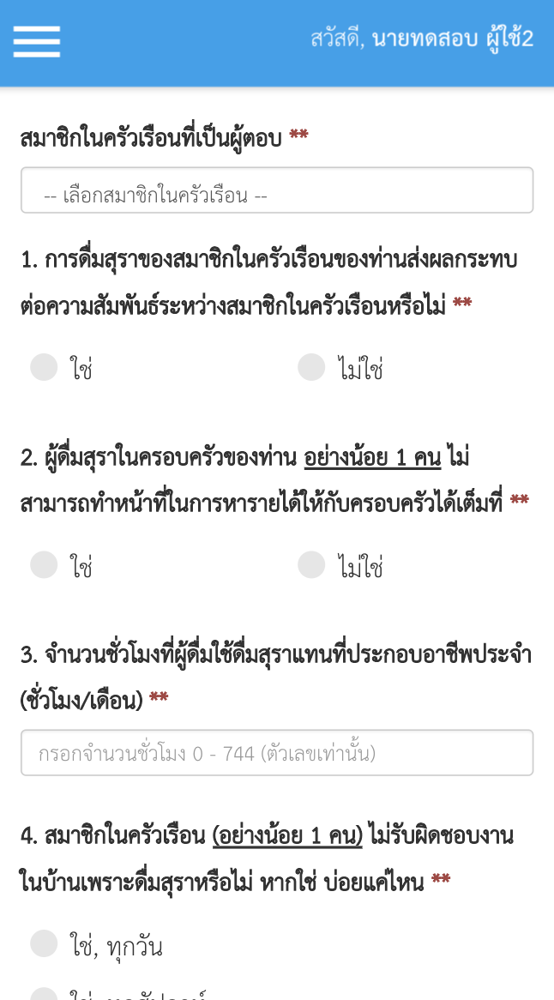 สวัสดี, นายทดสอบ ผู้ใช้2
สมาชิกในครัวเรือนที่เป็นผู้ตอบ **
-- เลือกสมาชิกในครัวเรือน --
1. การดื่มสุราของสมาชิกในครัวเรือนของท่านส่งผลกระทบ
ต่อความสัมพันธ์ระหว่างสมาชิกในครัวเรือนหรือไม่ **
ใช่ ไม่ใช่
2. ผู้ดื่มสุราในครอบครัวของท่าน อย่างน้อย 1 คน ไม่
สามารถทำหน้าที่ในการหารายได้ให้กับครอบครัวได้เต็มที่ **
ใช่ ไม่ใช่
3. จำนวนชั่วโมงที่ผู้ดื่มใช้ดื่มสุราแทนที่ประกอบอาชีพประจำ
(ชั่วโมง/เดือน) **
กรอกจำนวนชั่วโมง 0 - 744 (ตัวเลขเท่านั้น)
4. สมาชิกในครัวเรือน (อย่างน้อย 1 คน) ไม่รับผิดชอบงาน
ในบ้านเพราะดื่มสุราหรือไม่ หากใช่ บ่อยแค่ไหน **
ใช่, ทุกวัน